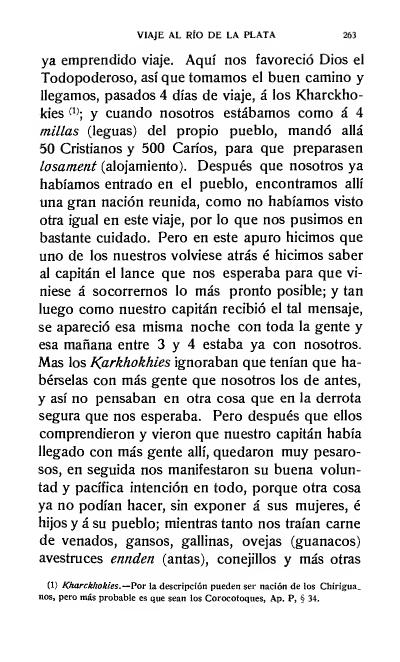 VIAJE AL RÍO DE LA PLATA 263
ya emprendido viaje. Aquí nos favoreció Dios el
Todopoderoso, así que tomamos el buen camino y
llegamos, pasados 4 días de viaje, á los Kharckho-
kies (1); y cuando nosotros estábamos como á 4
millas (leguas) del propio pueblo, mandó allá
50 Cristianos y 500 Caríos, para que preparasen
losament (alojamiento). Después que nosotros ya
habíamos entrado en el pueblo, encontramos allí
una gran nación reunida, como no habíamos visto
otra igual en este viaje, por lo que nos pusimos en
bastante cuidado. Pero en este apuro hicimos que
uno de los nuestros volviese atrás é hicimos saber
al capitán el lance que nos esperaba para que vi-
niese á socorrernos lo más pronto posible; y tan
luego como nuestro capitán recibió el tal mensaje,
se apareció esa misma noche con toda la gente y
esa mañana entre 3 y 4 estaba ya con nosotros.
Mas los Karkhokhies ignoraban que tenían que ha-
bérselas con más gente que nosotros los de antes,
y así no pensaban en otra cosa que en la derrota
segura que nos esperaba. Pero después que ellos
comprendieron y vieron que nuestro capitán había
llegado con más gente allí, quedaron muy pesaro-
sos, en seguida nos manifestaron su buena volun-
tad y pacífica intención en todo, porque otra cosa
ya no podían hacer, sin exponer á sus mujeres, é
hijos y á su pueblo; mientras tanto nos traían carne
de venados, gansos, gallinas, ovejas (guanacos)
avestruces ennden (antas), conejillos y más otras
(1) Kharckhokies.—Por la descripción pueden ser nación de los Chirigua-
nos, pero más probable es que sean los Corocotoques, Ap. P, § 34.